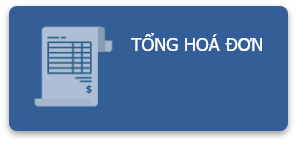 TỔNG HOÁ ĐƠN
$